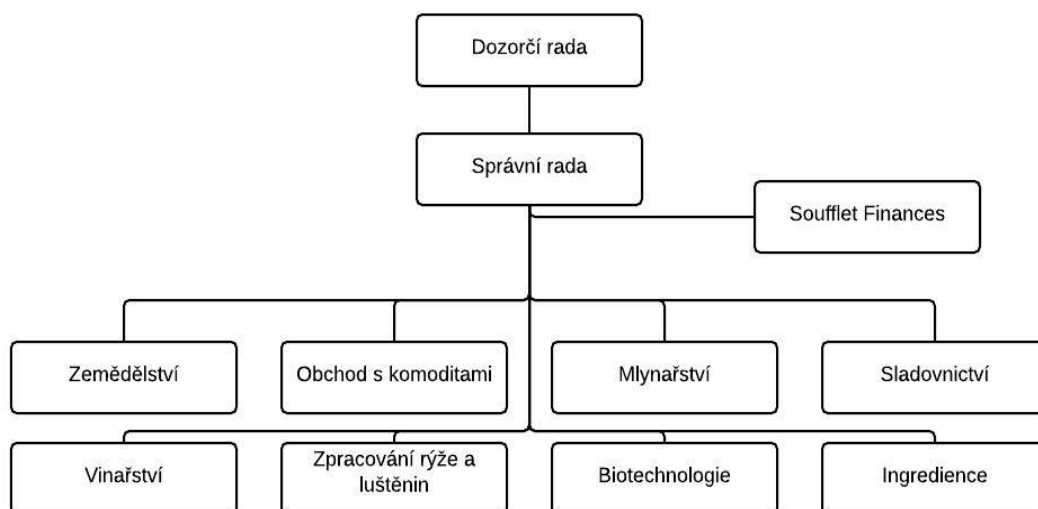 Dozorčí rada
Správní rada
Soufflet Finances
Zemědělství
Obchod s komoditami
Mlynařství
Sladovnictví
Vinařství
Zpracování rýže a
luštěnin
Biotechnologie
Ingredience